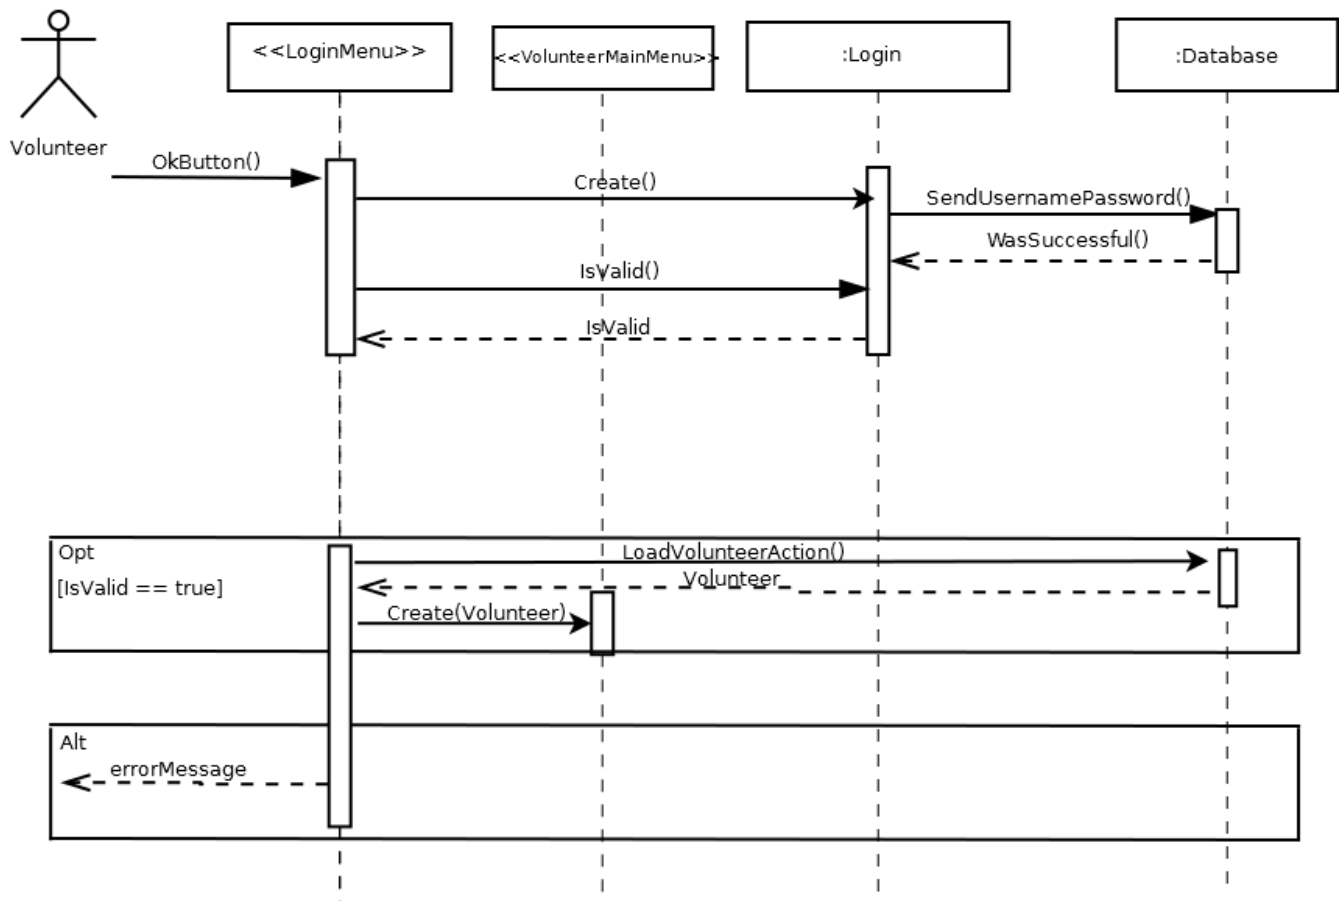 <<LoginMenu>>
<<VolunteerMainMenu>>
:Login
:Database
Volunteer
OkButton()
Create()
SendUsernamePassword()
WasSuccessful()
IsValid()
IsValid
Opt
LoadVolunteerAction()
[IsValid == true]
Volunteer
Create(Volunteer)
Alt
errorMessage